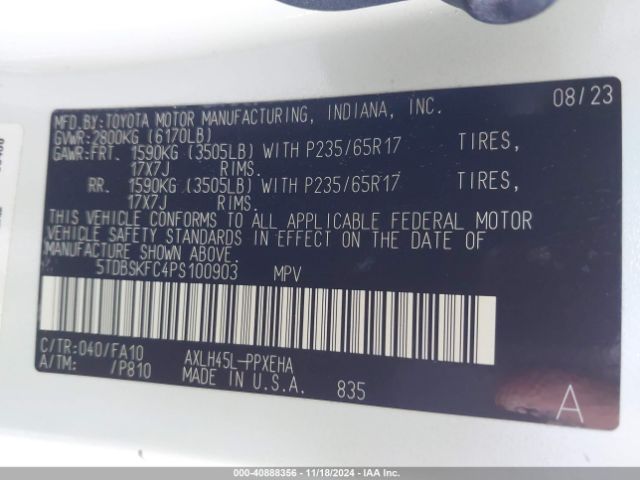 MFD.BY:TOYOTA MOTOR MANUFACTURING, INDIANA, INC. 08/23
GVWR:2800KG (6170LB)
GAWR:FRT. 1590KG (3505LB) WITH P235/65R17 TIRES,
17X7J RIMS.
RR. 1590KG (3505LB) WITH P235/65R17 TIRES,
17X7J RIMS.
THIS VEHICLE CONFORMS TO ALL APPLICABLE FEDERAL MOTOR
VEHICLE SAFETY STANDARDS IN EFFECT ON THE DATE OF
MANUFACTURE SHOWN ABOVE.
5TDBSKFC4PS100903 MPV
C/TR:040/FA10 AXLH45L-PPXEHA
A/TM: /P810 MADE IN U.S.A. 835
A
000-40888356 - 11/18/2024 - IAA Inc.